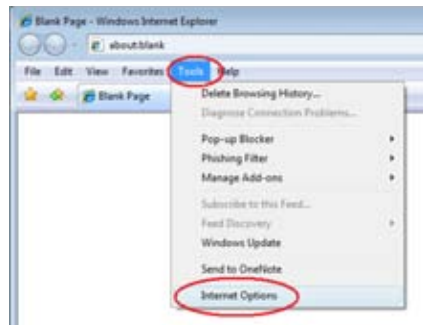 Blank Page - Windows Internet Explorer
about:blank
File Edit View Favorites Tools Help
Blank Page
Delete Browsing History...
Diagnose Connection Problems...
Pop-up Blocker
Phishing Filter
Manage Add-ons
Subscribe to this Feed...
Feed Discovery
Windows Update
Send to OneNote
Internet Options